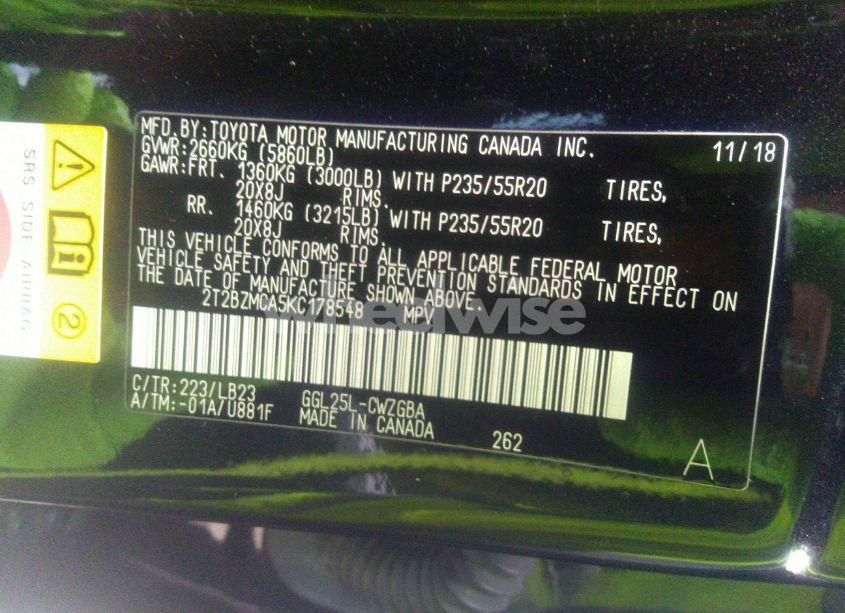 MFD.BY:TOYOTA MOTOR MANUFACTURING CANADA INC. 11/18
GVWR:2660KG (5860LB)
GAWR:FRT. 1360KG (3000LB) WITH P235/55R20 TIRES,
20X8J RIMS.
RR. 1460KG (3215LB) WITH P235/55R20 TIRES,
20X8J RIMS.
THIS VEHICLE CONFORMS TO ALL APPLICABLE FEDERAL MOTOR
VEHICLE SAFETY AND THEFT PREVENTION STANDARDS IN EFFECT ON
THE DATE OF MANUFACTURE SHOWN ABOVE.
2T2BZMCA5KC178548 MPV
C/TR:223/LB23 GGL25L-CWZGBA
A/TM:-01A/U881F MADE IN CANADA 262
A
SRS SIDE AIRBAG
2